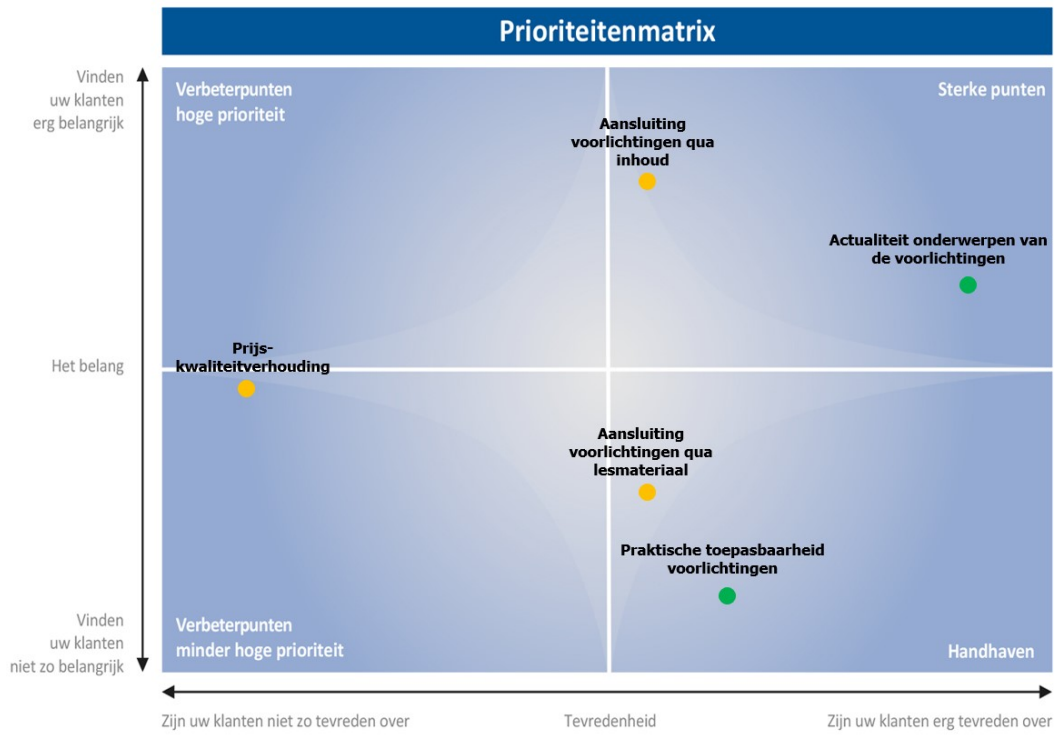 Prioriteitenmatrix
Vinden
uw klanten
erg belangrijk
Verbeterpunten
hoge prioriteit
Sterke punten
Aansluiting
voorlichtingen qua
inhoud
Actualiteit onderwerpen van
de voorlichtingen
Het belang
Prijs-
kwaliteitverhouding
Aansluiting
voorlichtingen qua
lesmateriaal
Praktische toepasbaarheid
voorlichtingen
Vinden
uw klanten
niet zo belangrijk
Verbeterpunten
minder hoge prioriteit
Handhaven
Zijn uw klanten niet zo tevreden over
Tevredenheid
Zijn uw klanten erg tevreden over